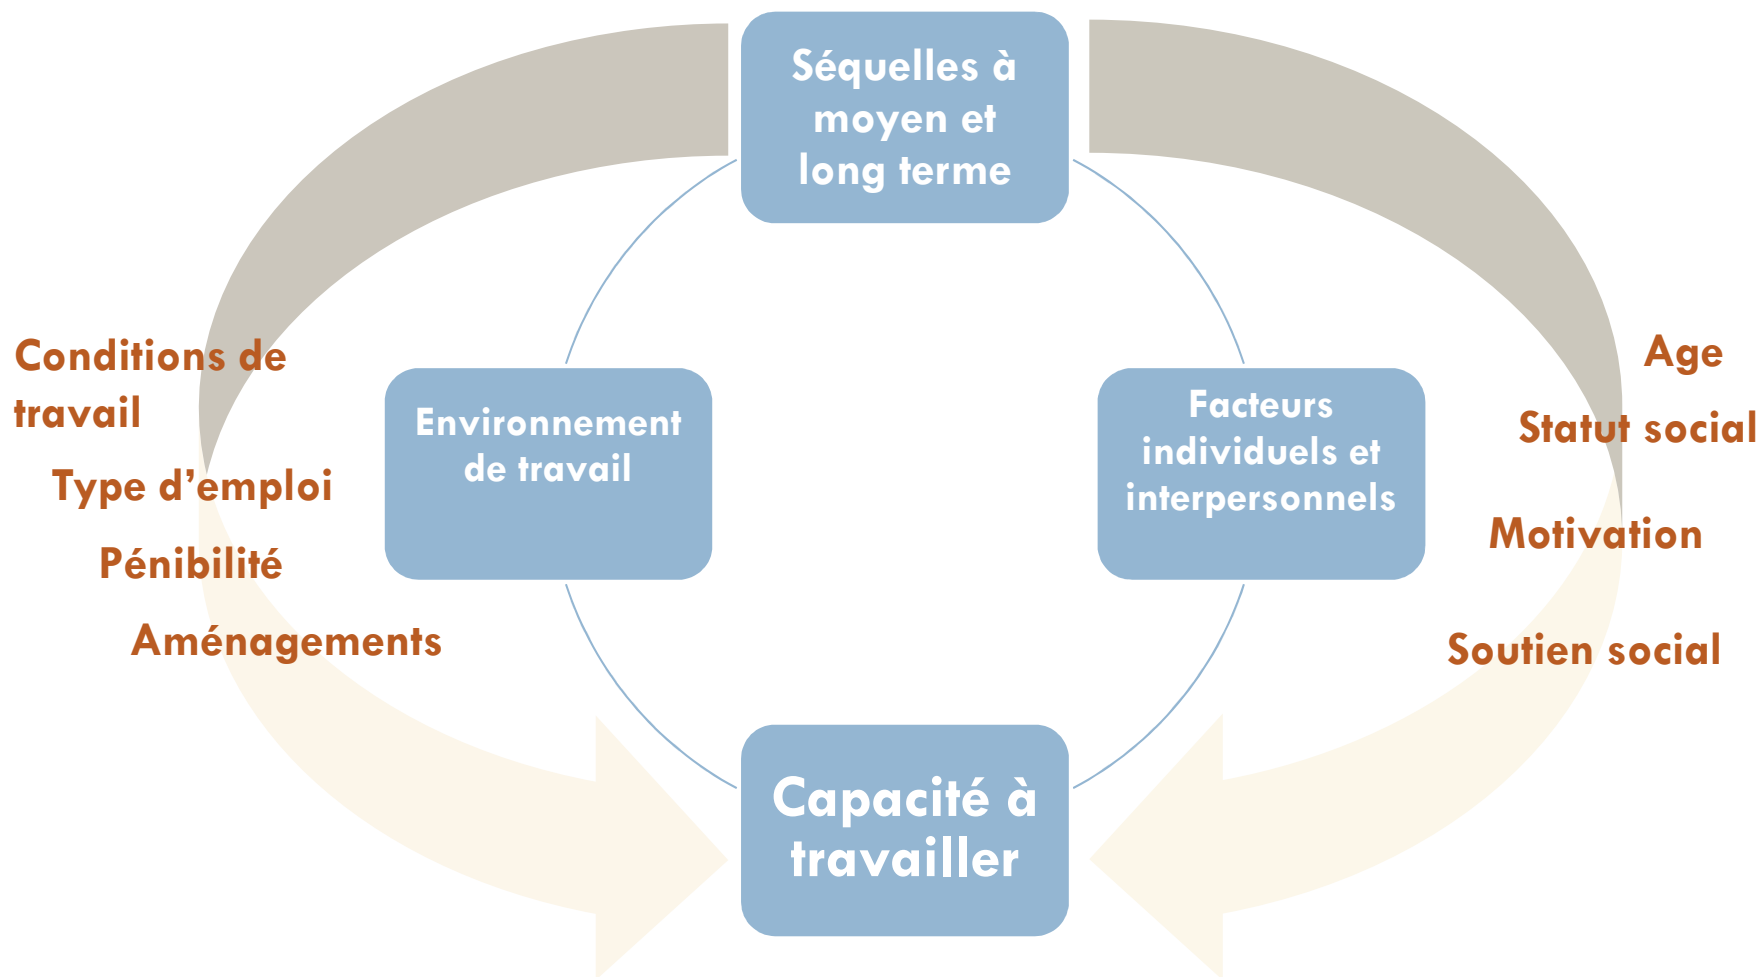 Séquelles à
moyen et
long terme
Conditions de
travail
Type d’emploi
Pénibilité
Aménagements
Environnement
de travail
Facteurs
individuels et
interpersonnels
Age
Statut social
Motivation
Soutien social
Capacité à
travailler